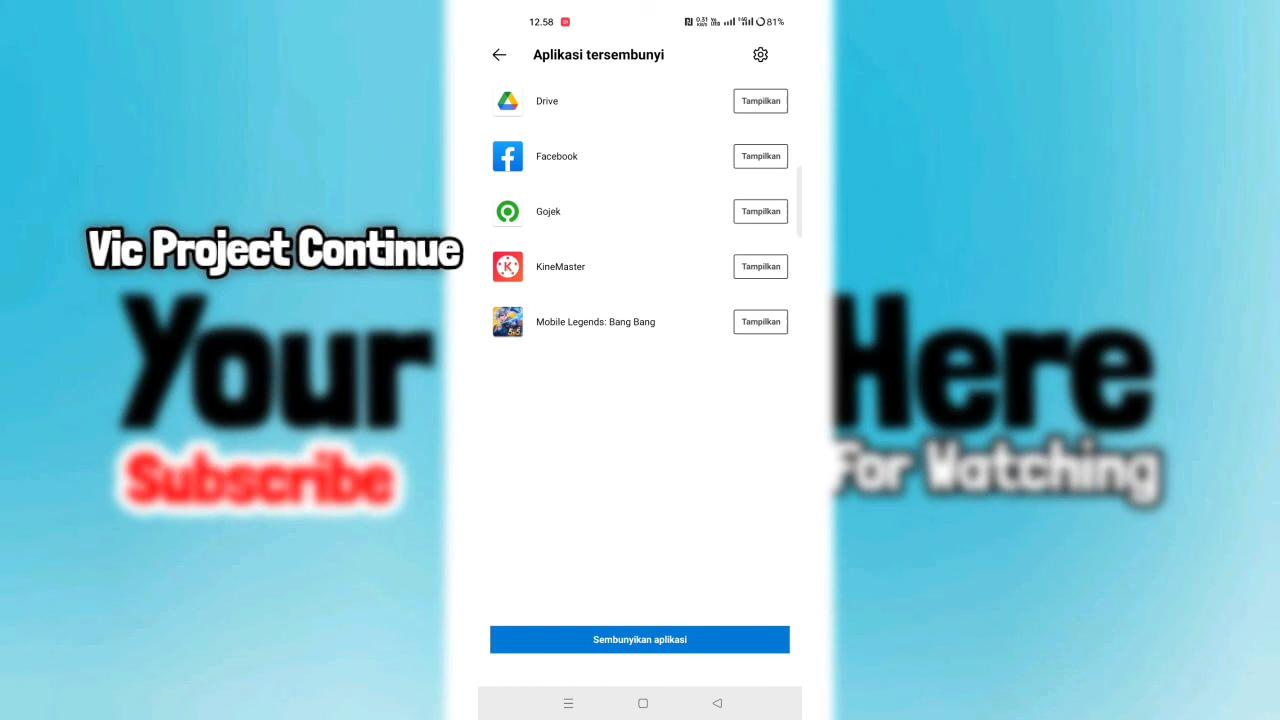 12.58
81%
Aplikasi tersembunyi
Drive
Tampilkan
Facebook
Tampilkan
Gojek
Tampilkan
KineMaster
Tampilkan
Mobile Legends: Bang Bang
Tampilkan
Sembunyikan aplikasi
Vic Project Continue
Your
Here
Subscribe
For Watching